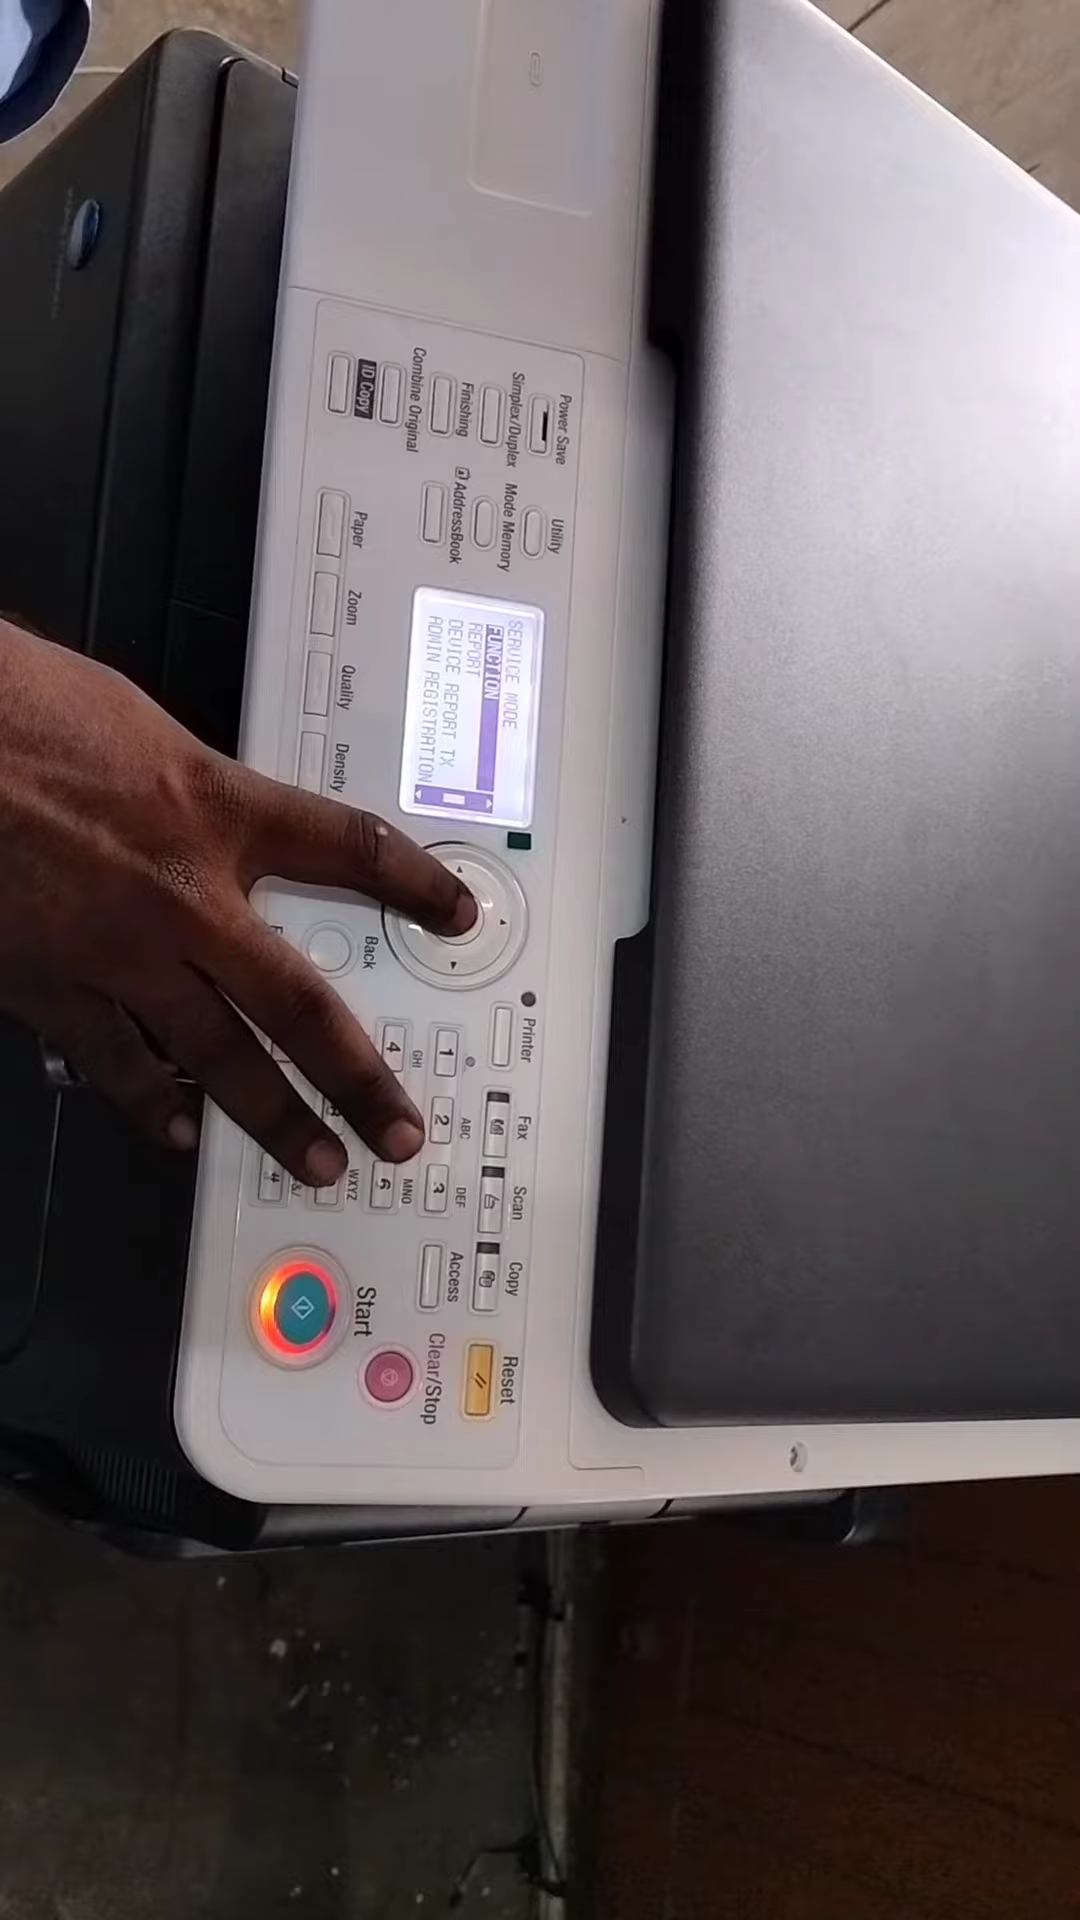 Power Save
Utility
Simplex/Duplex
Mode Memory
Finishing
AddressBook
Combine Original
ID Copy
Paper
Zoom
Quality
Density
SERVICE MODE
FUNCTION
REPORT
DEVICE REPORT TX
ADMIN REGISTRATION
Back
Printer
Fax
Scan
Copy
Reset
1
2 ABC
3 DEF
Access
4 GHI
6 MNO
Clear/Stop
WXYZ
#
Start